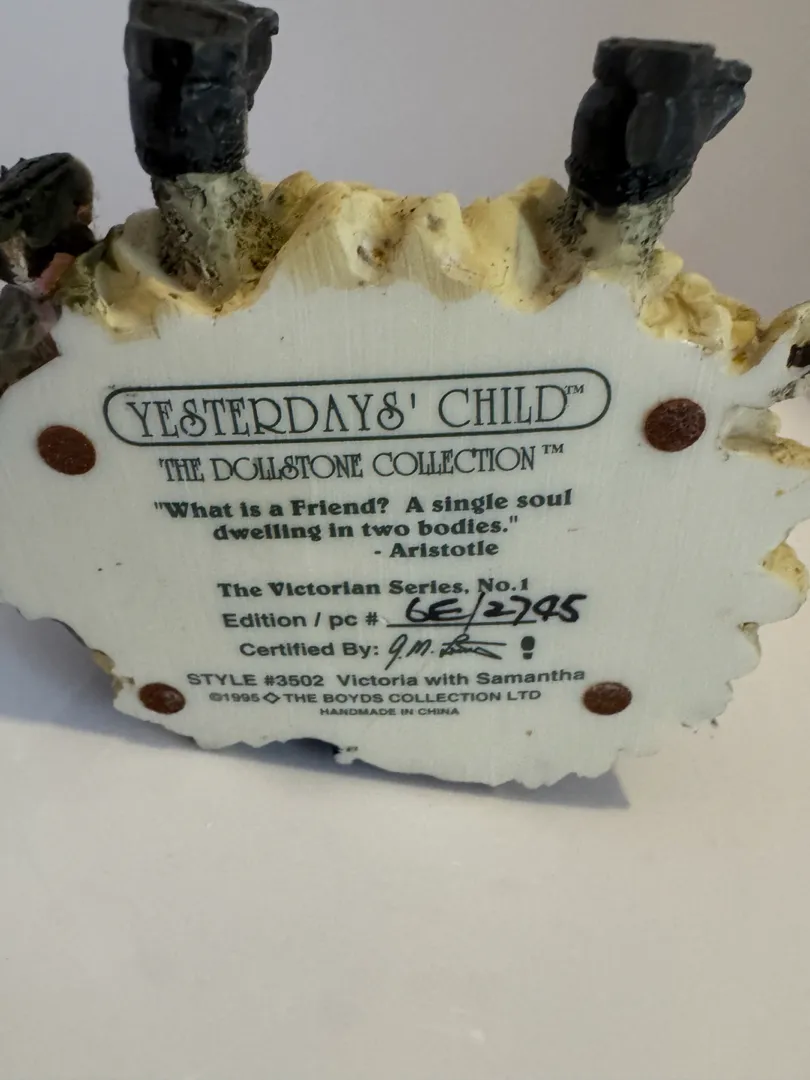 YESTERDAYS' CHILD™
THE DOLLSTONE COLLECTION™
"What is a Friend? A single soul
dwelling in two bodies."
- Aristotle
The Victorian Series, No.1
Edition / pc # 6E/2745
Certified By: G.M.
STYLE #3502 Victoria with Samantha
©1995 ◇ THE BOYDS COLLECTION LTD
HANDMADE IN CHINA